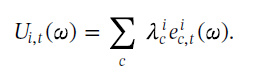 U_{i,t}(ω) = ∑_c λ_c^i e_{c,t}^i(ω).